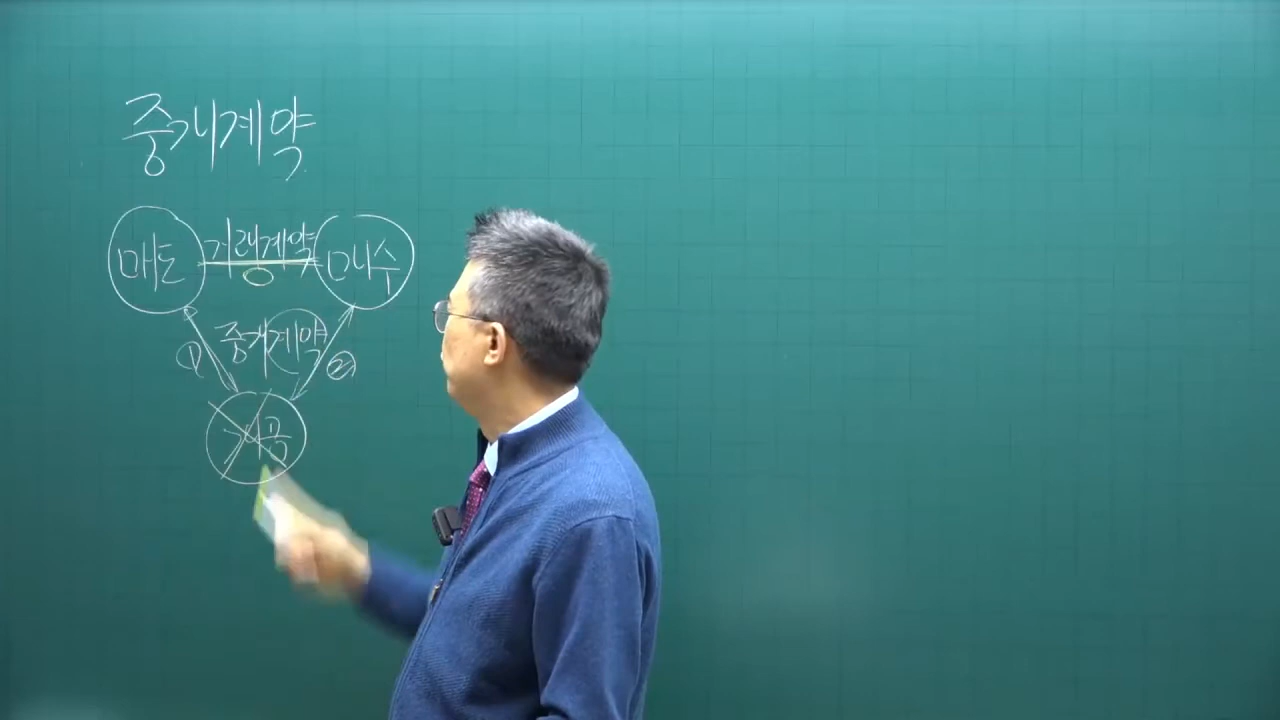 중개계약
매도 거래계약 매수
① 중개계약 ②
개공